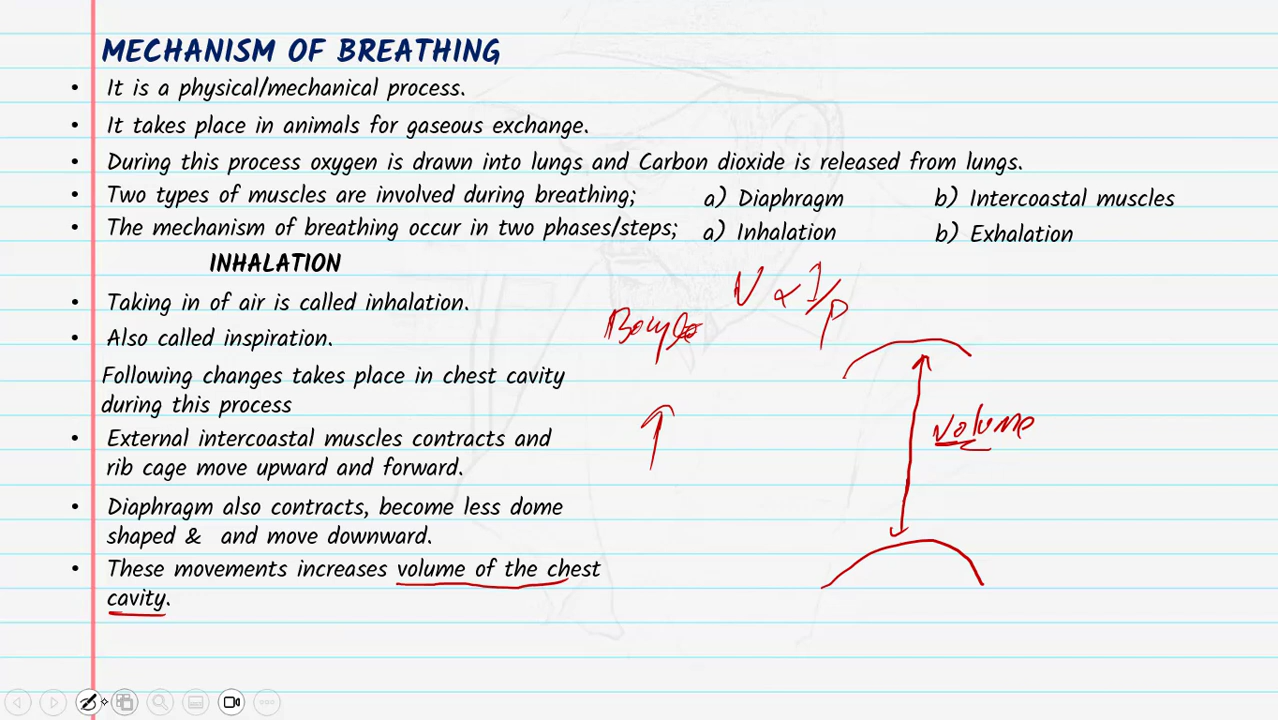 MECHANISM OF BREATHING
• It is a physical/mechanical process.
• It takes place in animals for gaseous exchange.
• During this process oxygen is drawn into lungs and Carbon dioxide is released from lungs.
• Two types of muscles are involved during breathing; a) Diaphragm b) Intercoastal muscles
• The mechanism of breathing occur in two phases/steps; a) Inhalation b) Exhalation
INHALATION
• Taking in of air is called inhalation.
• Also called inspiration.
Following changes takes place in chest cavity
during this process
• External intercoastal muscles contracts and
rib cage move upward and forward.
• Diaphragm also contracts, become less dome
shaped & and move downward.
• These movements increases volume of the chest
cavity.
V ∝ 1/P
volume